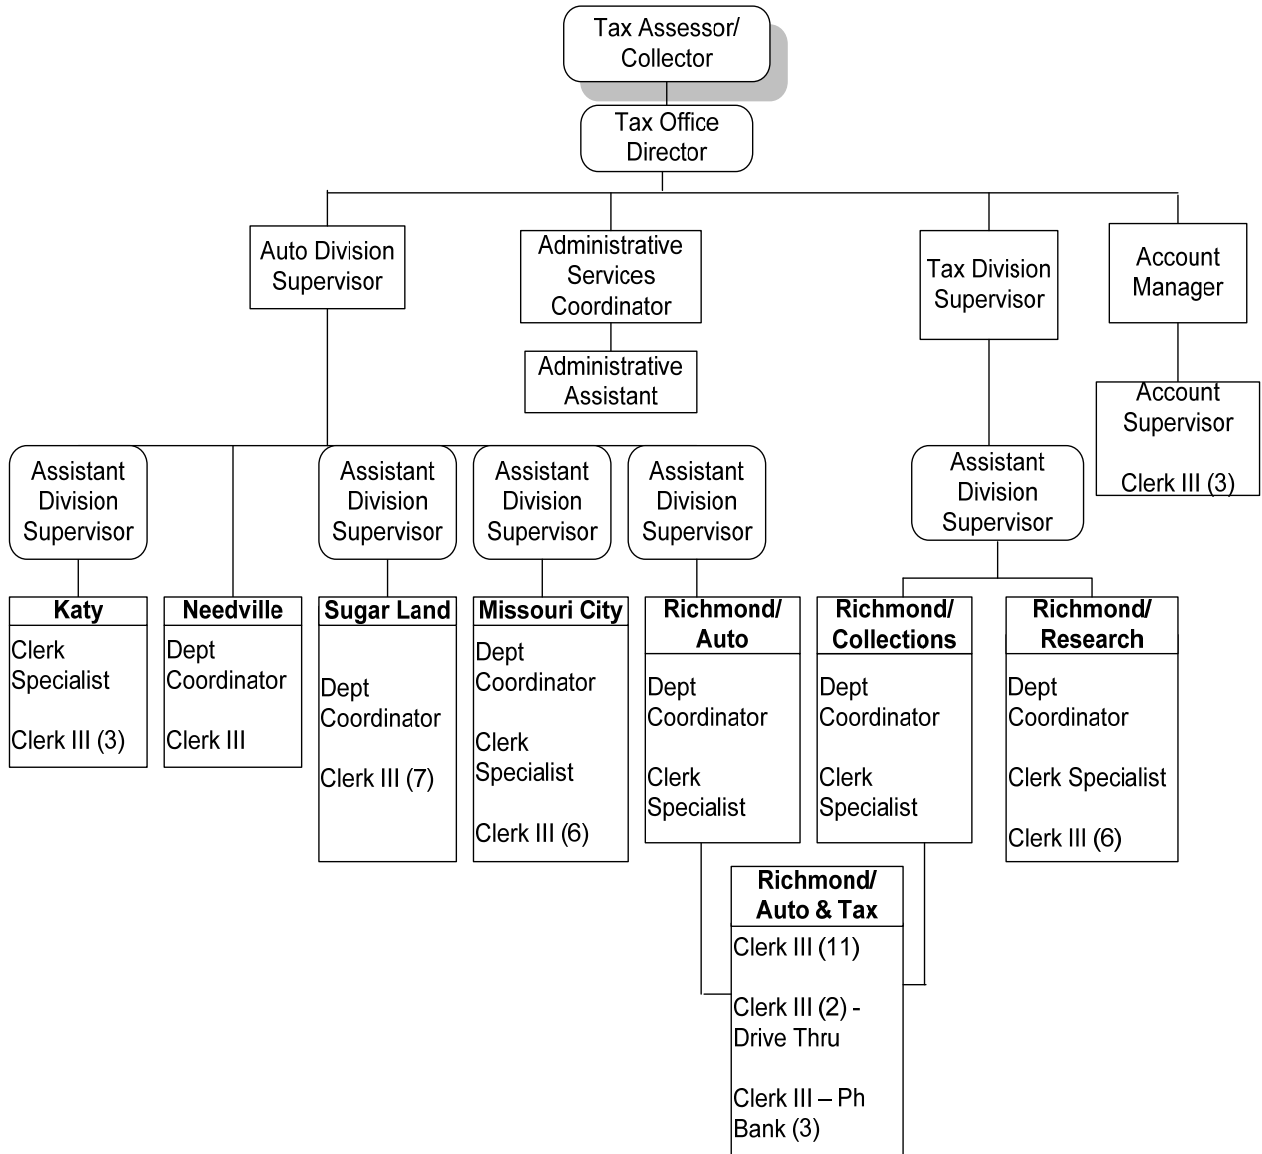 Tax Assessor/
Collector
Tax Office
Director
Auto Division
Supervisor
Administrative
Services
Coordinator
Tax Division
Supervisor
Account
Manager
Administrative
Assistant
Account
Supervisor
Clerk III (3)
Assistant
Division
Supervisor
Assistant
Division
Supervisor
Assistant
Division
Supervisor
Assistant
Division
Supervisor
Assistant
Division
Supervisor
Katy
Clerk
Specialist
Clerk III (3)
Needville
Dept
Coordinator
Clerk III
Sugar Land
Dept
Coordinator
Clerk III (7)
Missouri City
Dept
Coordinator
Clerk
Specialist
Clerk III (6)
Richmond/
Auto
Dept
Coordinator
Clerk
Specialist
Richmond/
Collections
Dept
Coordinator
Clerk
Specialist
Richmond/
Research
Dept
Coordinator
Clerk Specialist
Clerk III (6)
Richmond/
Auto & Tax
Clerk III (11)
Clerk III (2) -
Drive Thru
Clerk III – Ph
Bank (3)